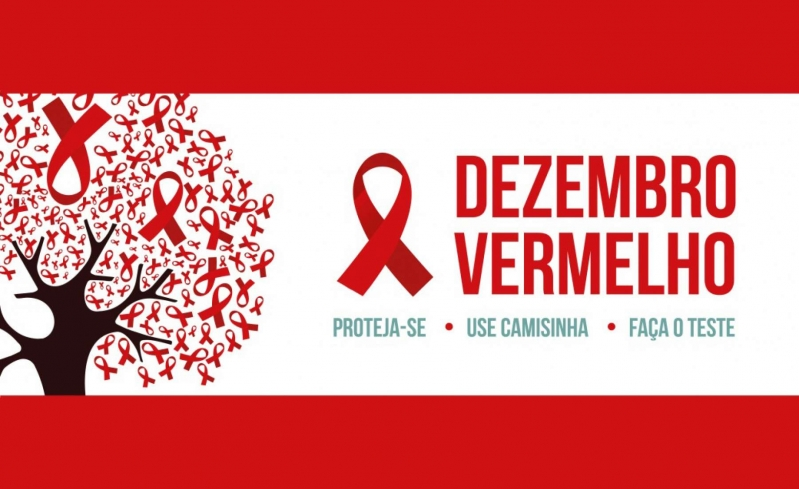 DEZEMBRO
VERMELHO
PROTEJA-SE • USE CAMISINHA • FAÇA O TESTE